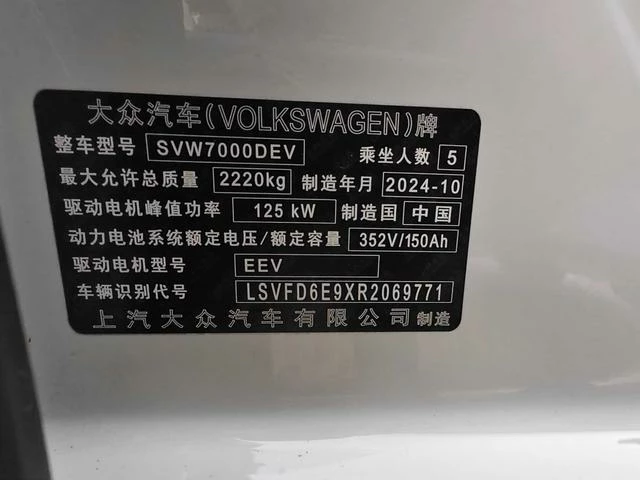 大众汽车(VOLKSWAGEN)牌
整车型号 SVW7000DEV 乘坐人数 5
最大允许总质量 2220kg 制造年月 2024-10
驱动电机峰值功率 125 kW 制造国 中国
动力电池系统额定电压/额定容量 352V/150Ah
驱动电机型号 EEV
车辆识别代号 LSVFD6E9XR2069771
上汽大众汽车有限公司 制造